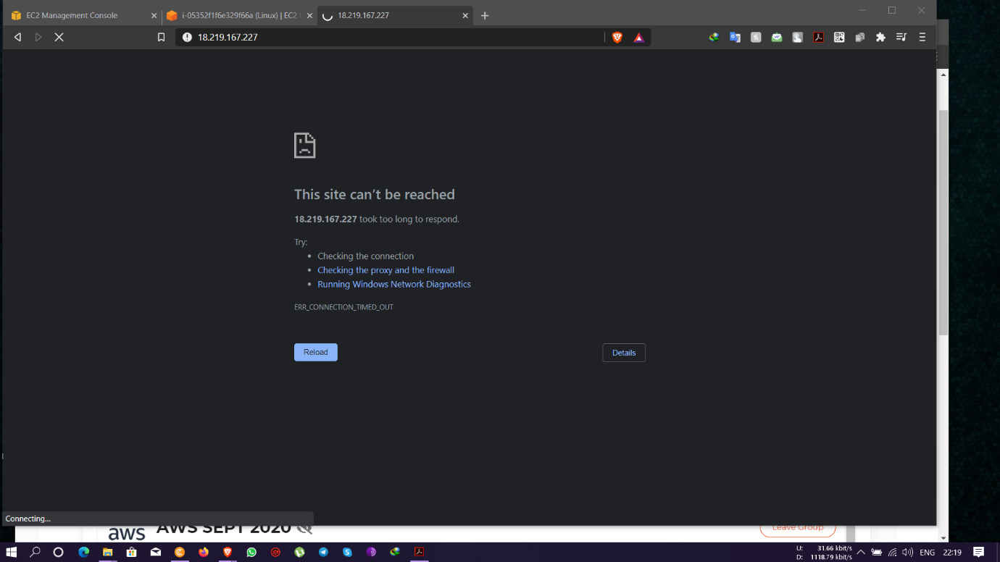 EC2 Management Console
i-05352f1f6e329f66a (Linux) | EC2
18.219.167.227
18.219.167.227
This site can't be reached
18.219.167.227 took too long to respond.
Try:
• Checking the connection
• Checking the proxy and the firewall
• Running Windows Network Diagnostics
ERR_CONNECTION_TIMED_OUT
Reload
Details
Connecting...
aws
AWS SEPT 2020
Leave Group
U: 31.66 kbit/s
D: 1118.79 kbit/s
ENG
22:19